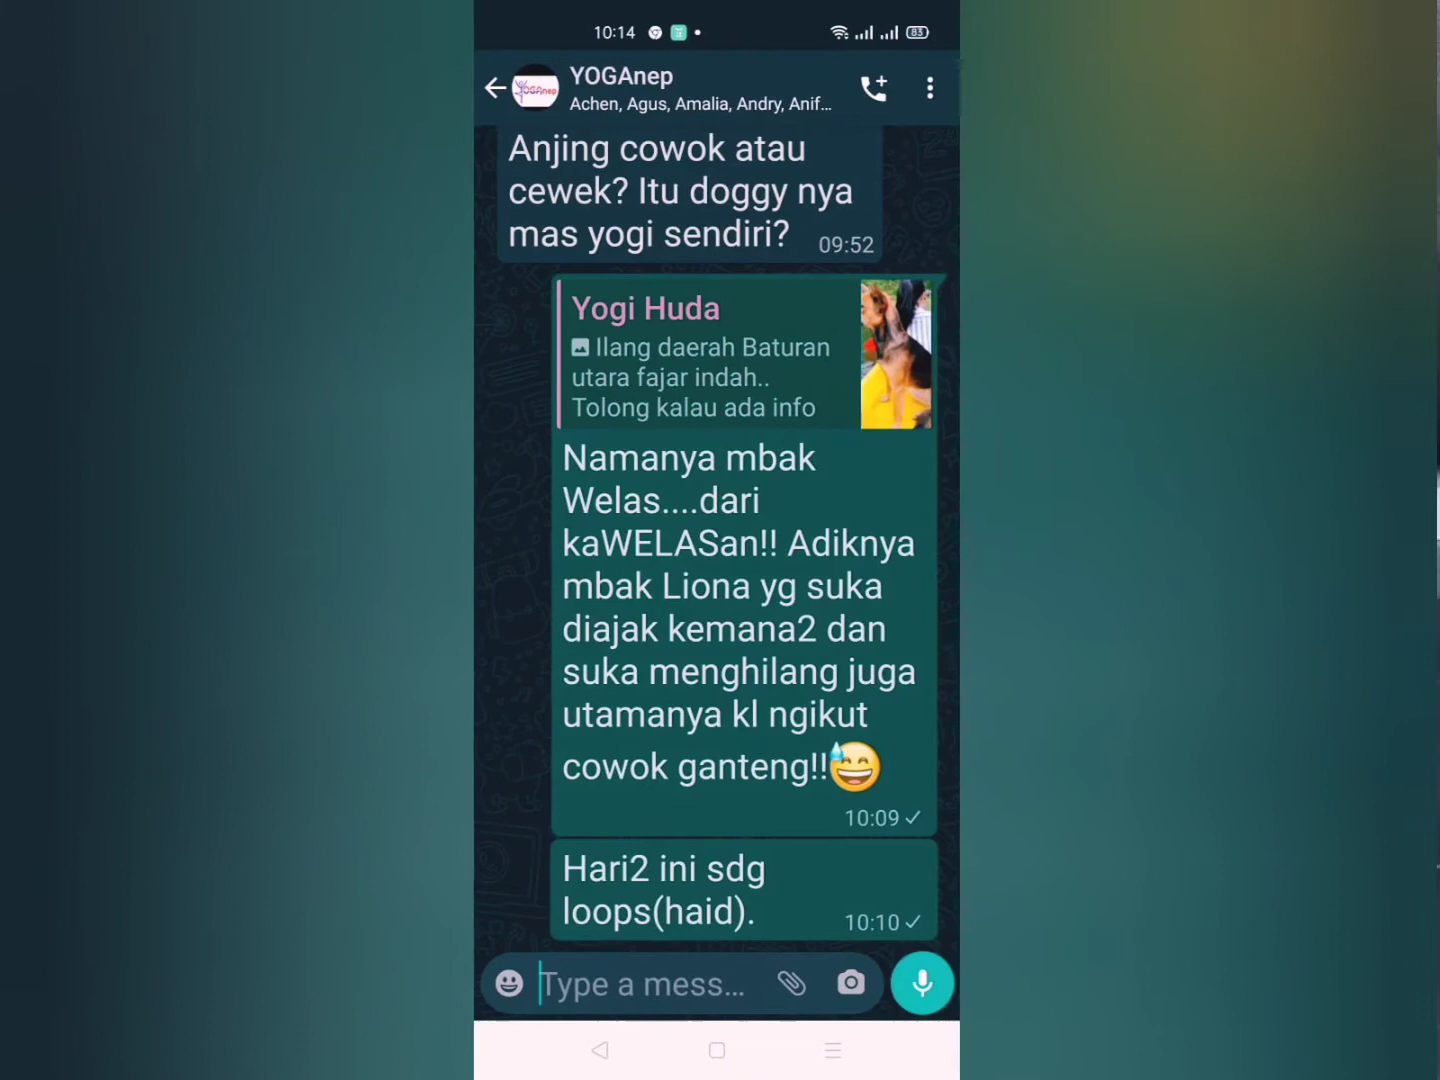 10:14
83
YOGAnep
YOGAnep
Achen, Agus, Amalia, Andry, Anif...
Anjing cowok atau
cewek? Itu doggy nya
mas yogi sendiri?
09:52
Yogi Huda
Ilang daerah Baturan
utara fajar indah..
Tolong kalau ada info
Namanya mbak
Welas....dari
kaWELASan!! Adiknya
mbak Liona yg suka
diajak kemana2 dan
suka menghilang juga
utamanya kl ngikut
cowok ganteng!!😅
10:09
Hari2 ini sdg
loops(haid).
10:10
Type a mess...